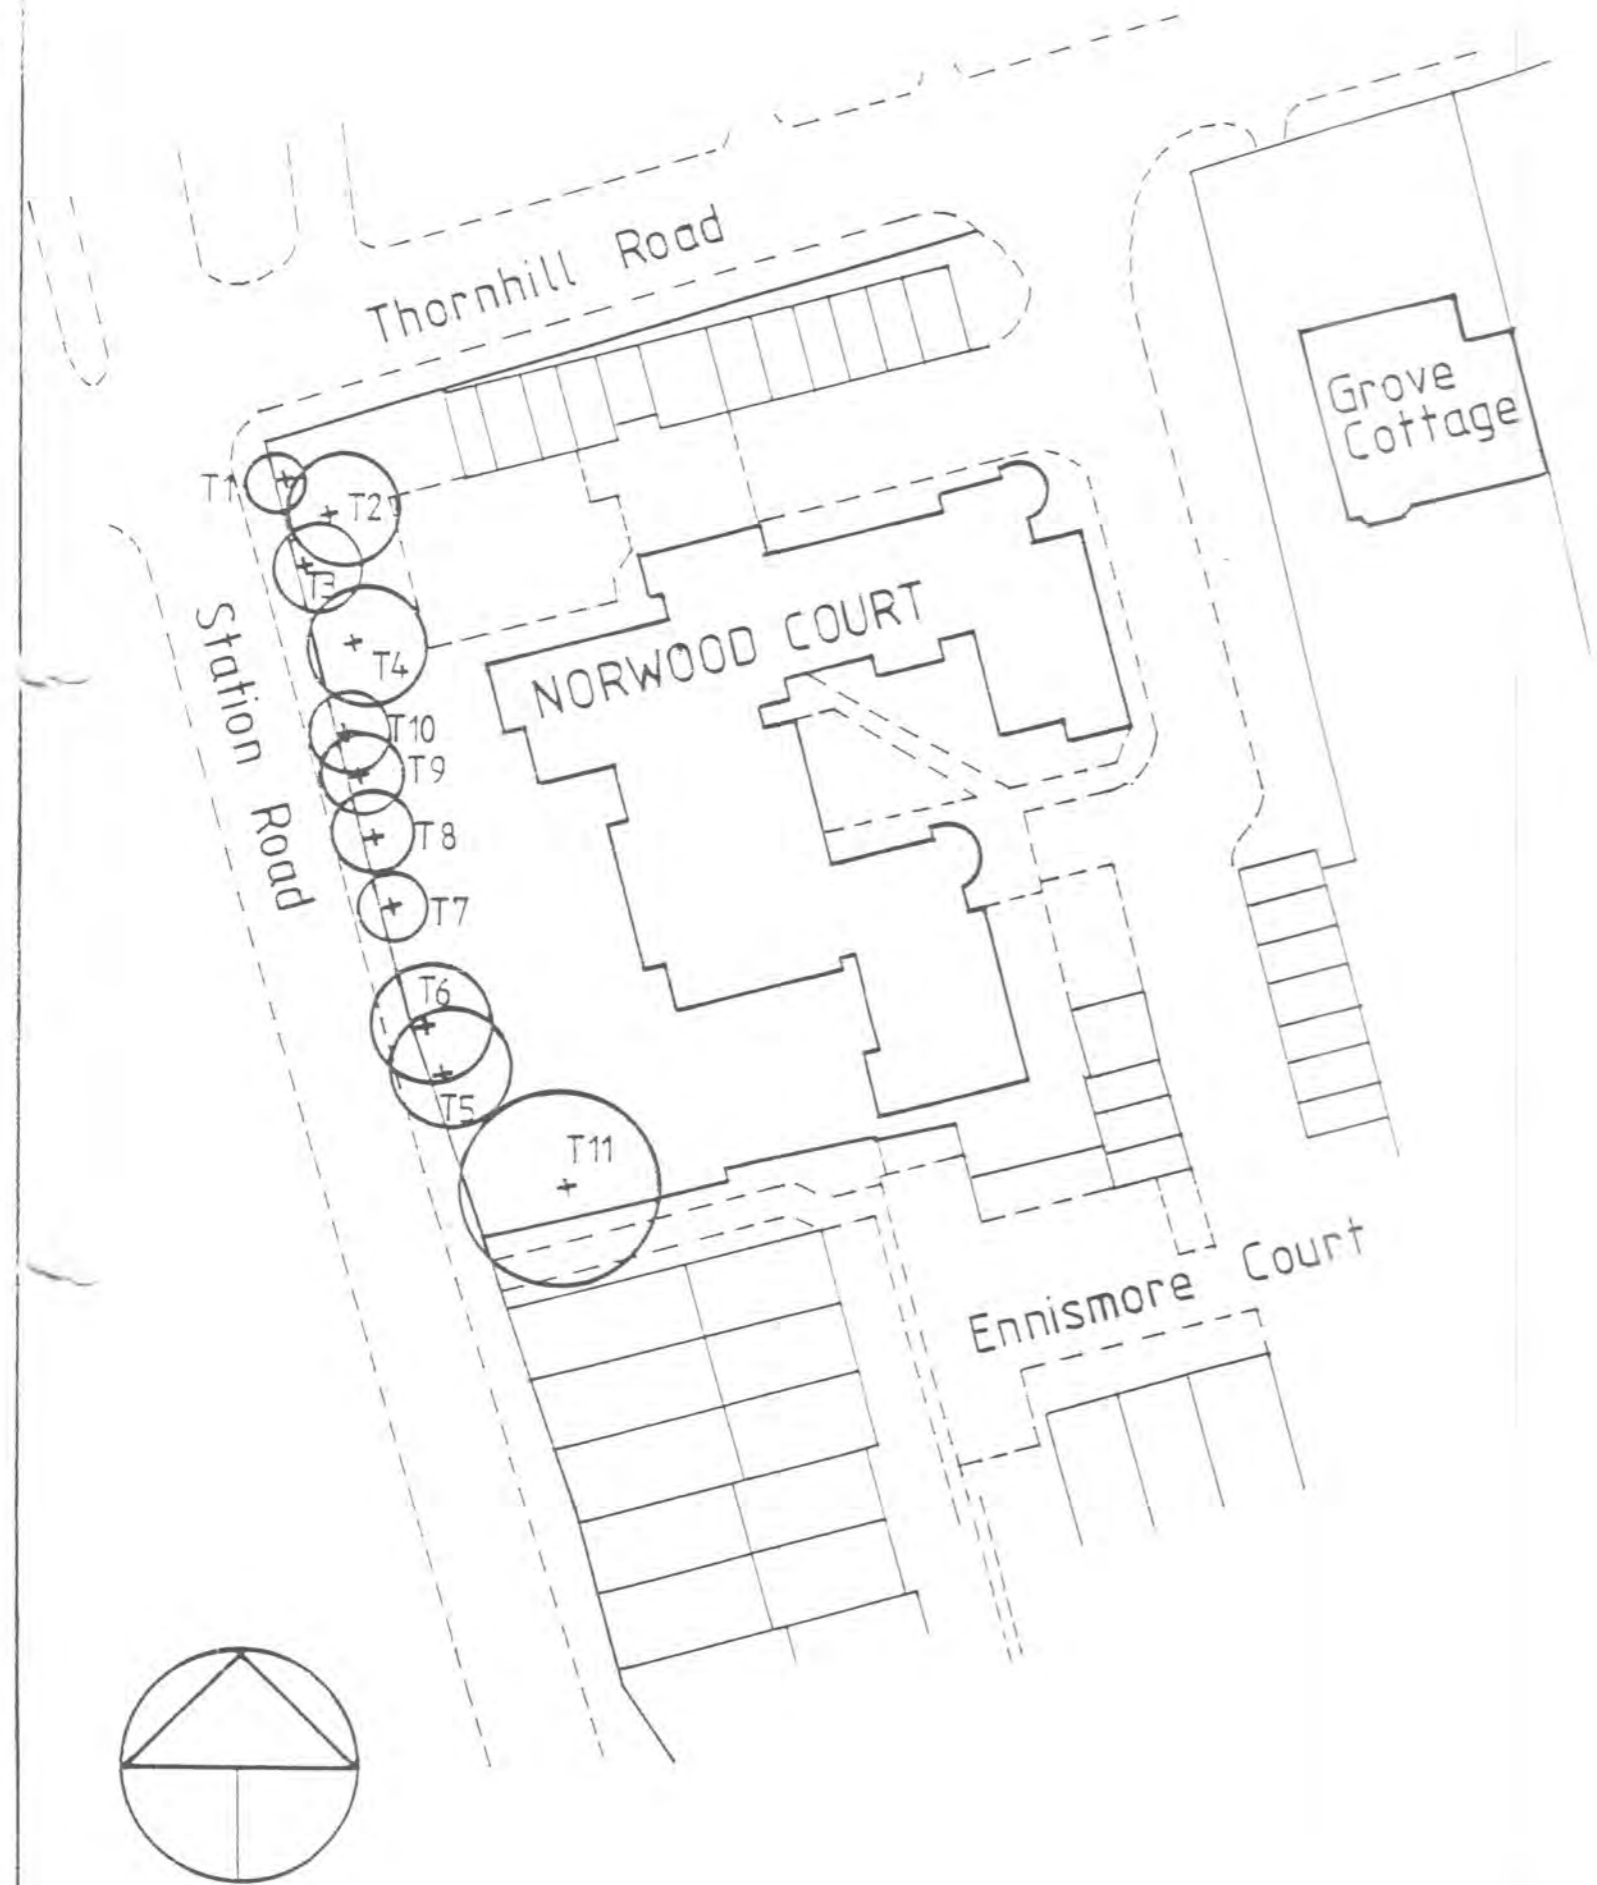 Thornhill Road
Grove
Cottage
T1
T2
T3
T4
Station Road
NORWOOD COURT
T10
T9
T8
T7
T6
T5
T11
Ennismore Court